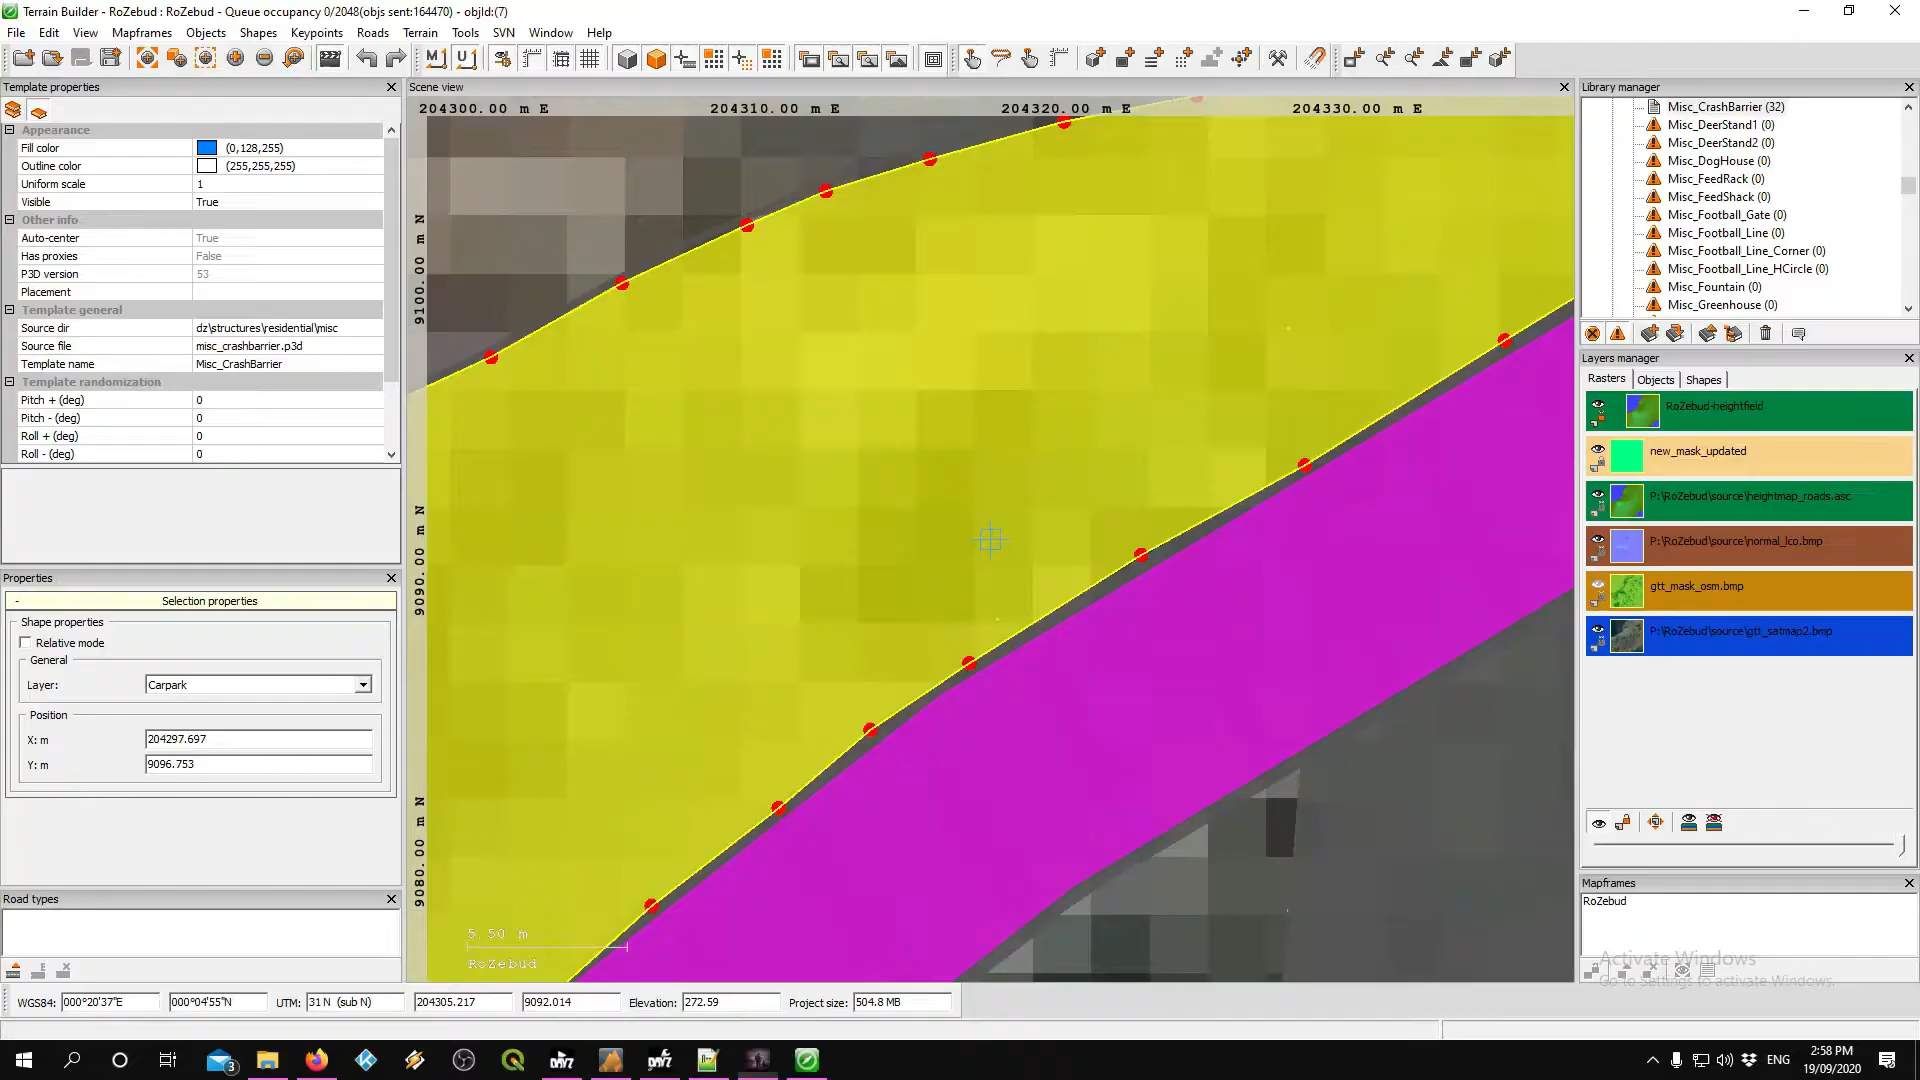 Terrain Builder - RoZebud : RoZebud - Queue occupancy 0/2048(objs sent:164470) - objId:(7)
File Edit View Mapframes Objects Shapes Keypoints Roads Terrain Tools SVN Window Help
Template properties
Appearance
Fill color (0,128,255)
Outline color (255,255,255)
Uniform scale 1
Visible True
Other info
Auto-center True
Has proxies False
P3D version 53
Placement
Template general
Source dir dz\structures\residential\misc
Source file misc_crashbarrier.p3d
Template name Misc_CrashBarrier
Template randomization
Pitch + (deg) 0
Pitch - (deg) 0
Roll + (deg) 0
Roll - (deg) 0
Properties
- Selection properties
Shape properties
Relative mode
General
Layer: Carpark
Position
X: m 204297.697
Y: m 9096.753
Road types
Scene view
204300.00 m E 204310.00 m E 204320.00 m E 204330.00 m E
9100.00 m N
9090.00 m N
9080.00 m N
5.50 m
RoZebud
Library manager
Misc_CrashBarrier (32)
Misc_DeerStand1 (0)
Misc_DeerStand2 (0)
Misc_DogHouse (0)
Misc_FeedRack (0)
Misc_FeedShack (0)
Misc_Football_Gate (0)
Misc_Football_Line (0)
Misc_Football_Line_Corner (0)
Misc_Football_Line_HCircle (0)
Misc_Fountain (0)
Misc_Greenhouse (0)
Layers manager
Rasters Objects Shapes
RoZebud-heightfield
new_mask_updated
P:\RoZebud\source\heightmap_roads.asc
P:\RoZebud\source\normal_lco.bmp
gtt_mask_osm.bmp
P:\RoZebud\source\gtt_satmap2.bmp
Mapframes
RoZebud
Activate Windows
Go to Settings to activate Windows.
WGS84: 000°20'37"E 000°04'55"N UTM: 31 N (sub N) 204305.217 9092.014 Elevation: 272.59 Project size: 504.8 MB
3
ENG
2:58 PM
19/09/2020